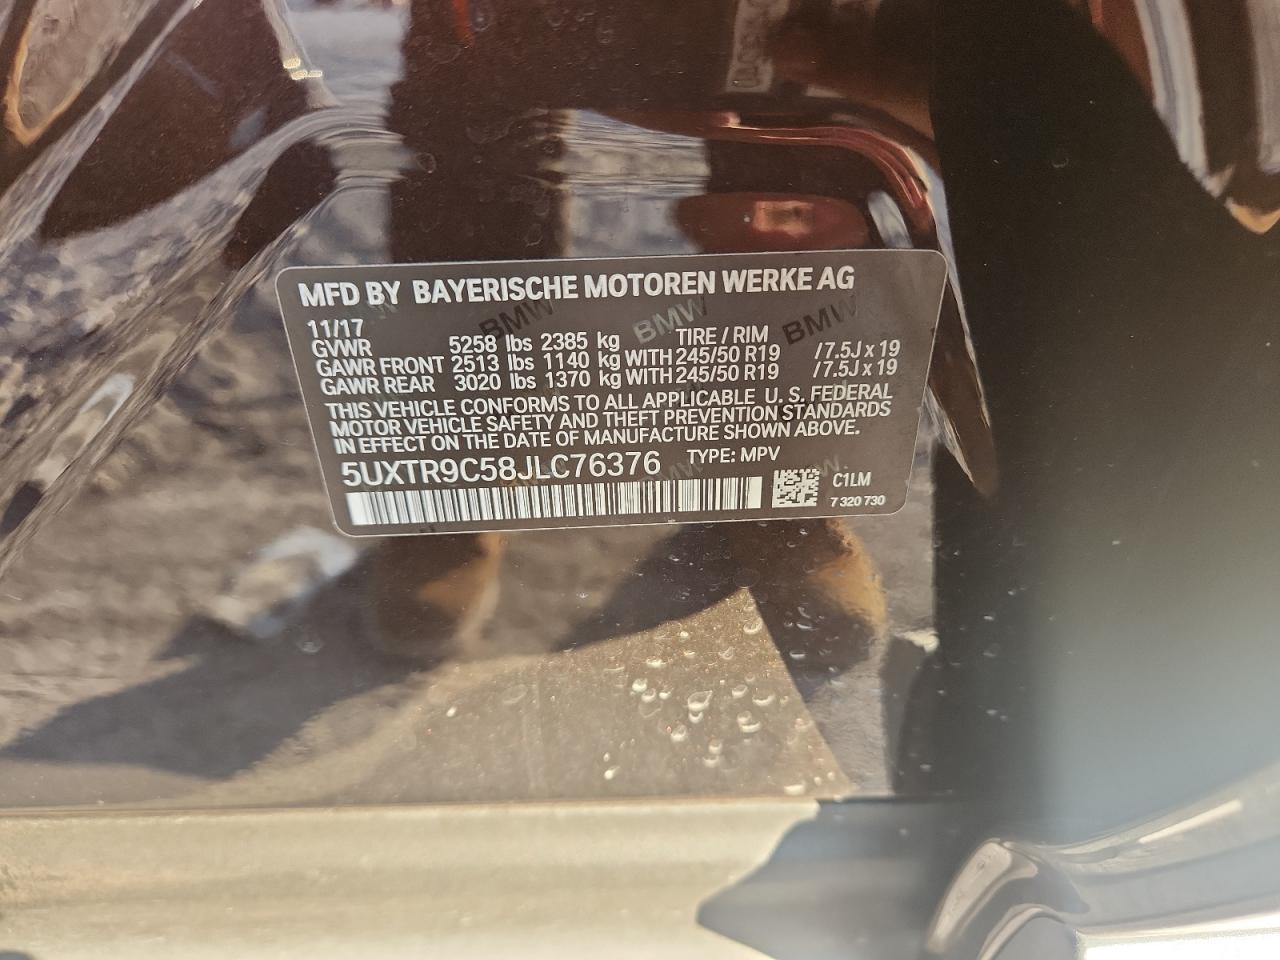 MFD BY BAYERISCHE MOTOREN WERKE AG
11/17
GVWR 5258 lbs 2385 kg TIRE / RIM
GAWR FRONT 2513 lbs 1140 kg WITH 245/50 R19 /7.5J x 19
GAWR REAR 3020 lbs 1370 kg WITH 245/50 R19 /7.5J x 19
THIS VEHICLE CONFORMS TO ALL APPLICABLE U. S. FEDERAL
MOTOR VEHICLE SAFETY AND THEFT PREVENTION STANDARDS
IN EFFECT ON THE DATE OF MANUFACTURE SHOWN ABOVE.
5UXTR9C58JLC76376 TYPE: MPV
C1LM
7 320 730
BMW BMW BMW